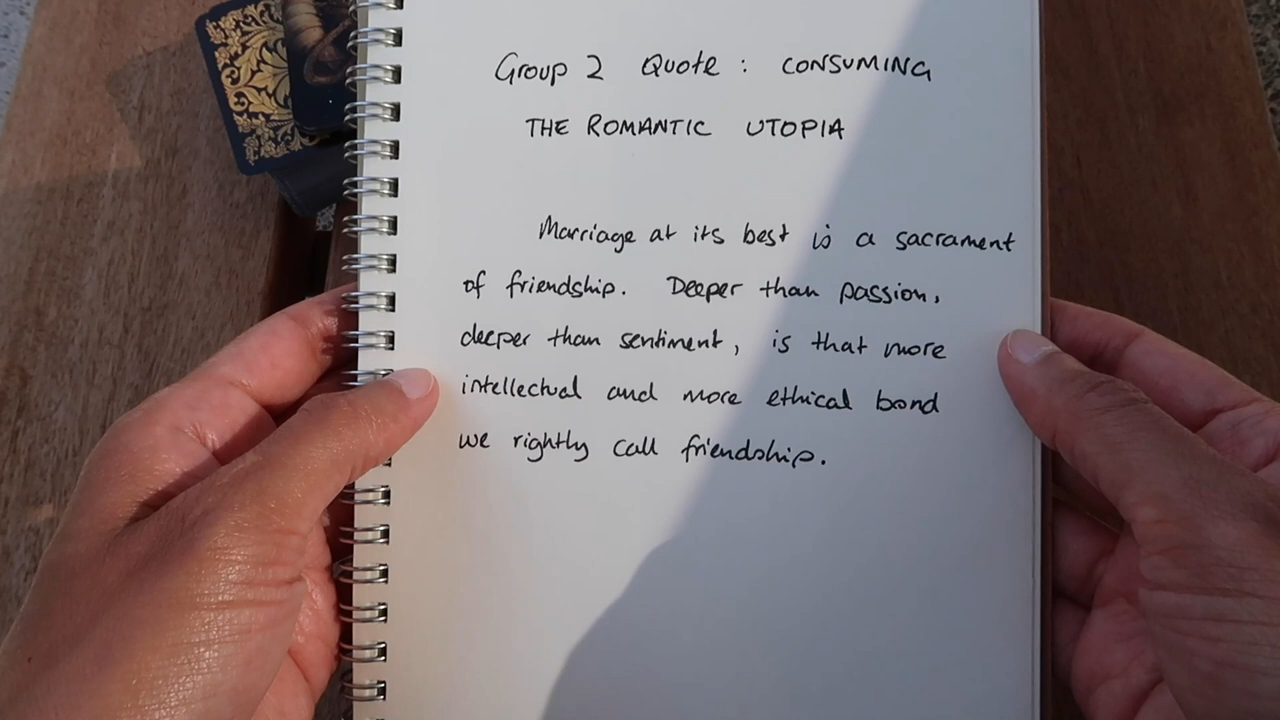 Group 2 Quote : CONSUMING
THE ROMANTIC UTOPIA
Marriage at its best is a sacrament
of friendship. Deeper than passion,
deeper than sentiment, is that more
intellectual and more ethical bond
we rightly call friendship.